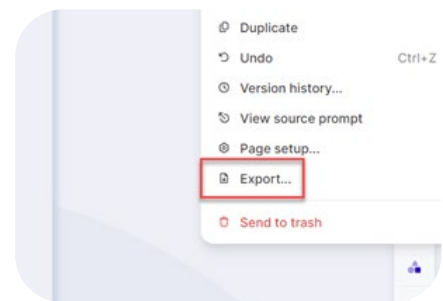 Duplicate
Undo Ctrl+Z
Version history...
View source prompt
Page setup...
Export...
Send to trash